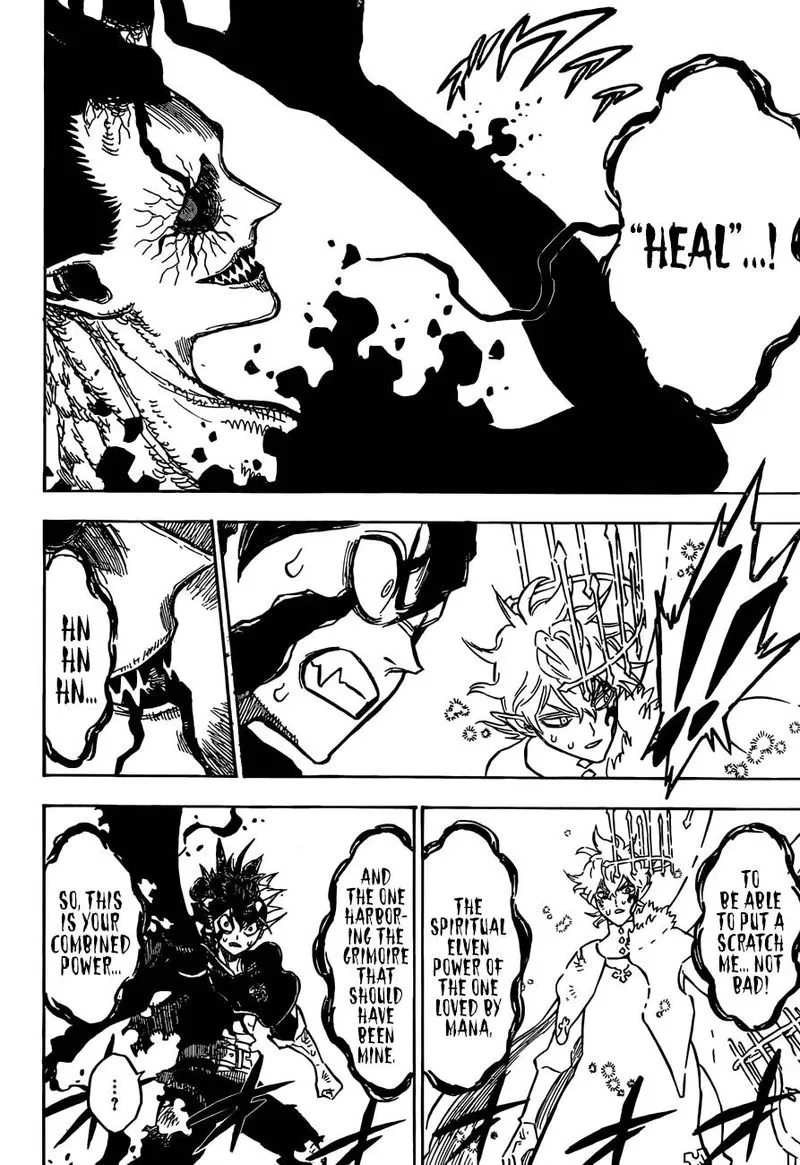 "HEAL"...!
HN
HN
HN...
TO
BE ABLE
TO PUT A
SCRATCH
ME... NOT
BAD!
THE
SPIRITUAL
ELVEN
POWER OF
THE ONE
LOVED BY
MANA,
AND
THE ONE
HARBOR-
ING THE
GRIMOIRE
THAT
SHOULD
HAVE
BEEN
MINE.
SO, THIS
IS YOUR
COMBINED
POWER...
...?